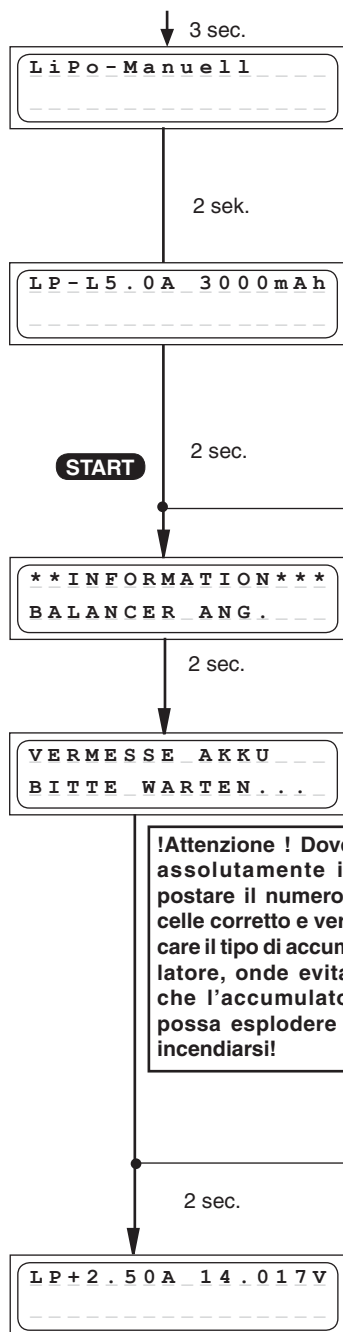 3 sec.
LiPo-Manuell
2 sek.
LP-L5.0A 3000mAh
2 sec.
START
**INFORMATION***
BALANCER ANG.
2 sec.
VERMESSE AKKU
BITTE WARTEN...
!Attenzione ! Dove
assolutamente i
postare il numero
celle corretto e ver
care il tipo di accum
latore, onde evita
che l'accumulato
possa esplodere
incendiarsi!
2 sec.
LP+2.50A 14.017V